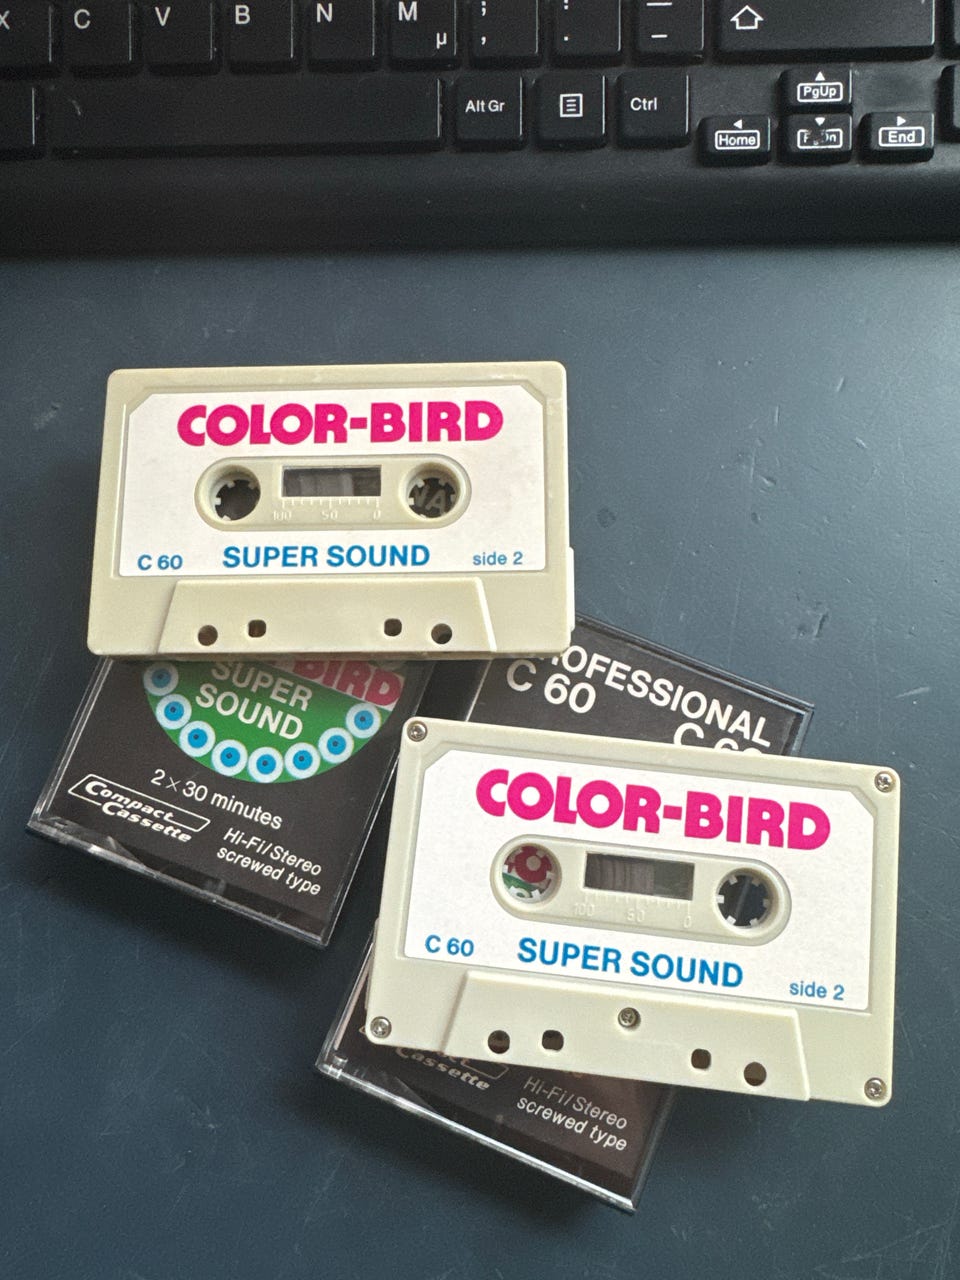 X C V B N M ; :
µ , . –
Alt Gr Ctrl PgUp
Home PgDn End
COLOR-BIRD
100 50 0
C 60 SUPER SOUND side 2
BIRD
SUPER
SOUND
2 × 30 minutes
Compact
Cassette
Hi-Fi/Stereo
screwed type
C 60
C 60
COLOR-BIRD
100 50 0
C 60 SUPER SOUND side 2
Cassette
Hi-Fi/Stereo
screwed type